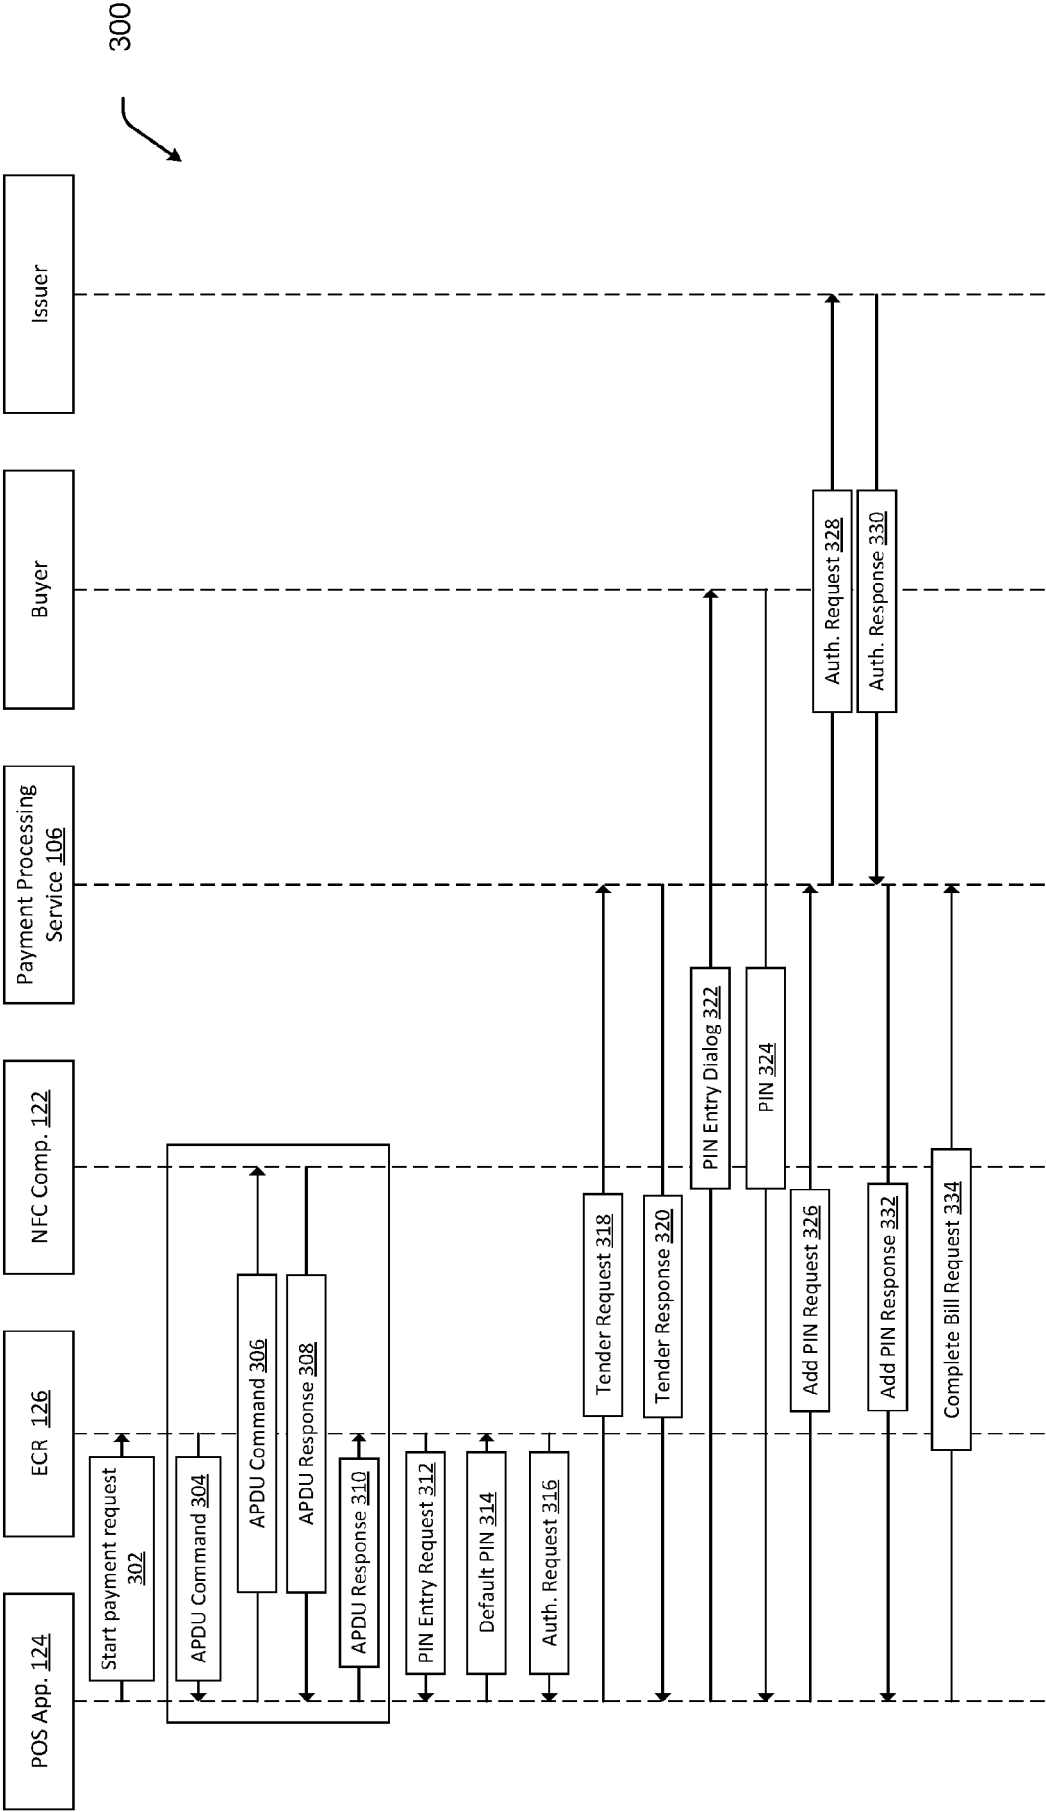 300
POS App. 124
ECR 126
NFC Comp. 122
Payment Processing
Service 106
Buyer
Issuer
Start payment request
302
APDU Command 304
APDU Command 306
APDU Response 308
APDU Response 310
PIN Entry Request 312
Default PIN 314
Auth. Request 316
Tender Request 318
Tender Response 320
PIN Entry Dialog 322
PIN 324
Add PIN Request 326
Auth. Request 328
Auth. Response 330
Add PIN Response 332
Complete Bill Request 334